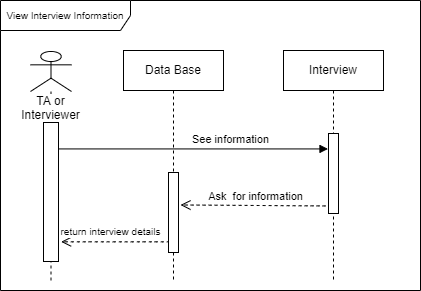 View Interview Information
Data Base
Interview
TA or
Interviewer
See information
Ask  for information
return interview details